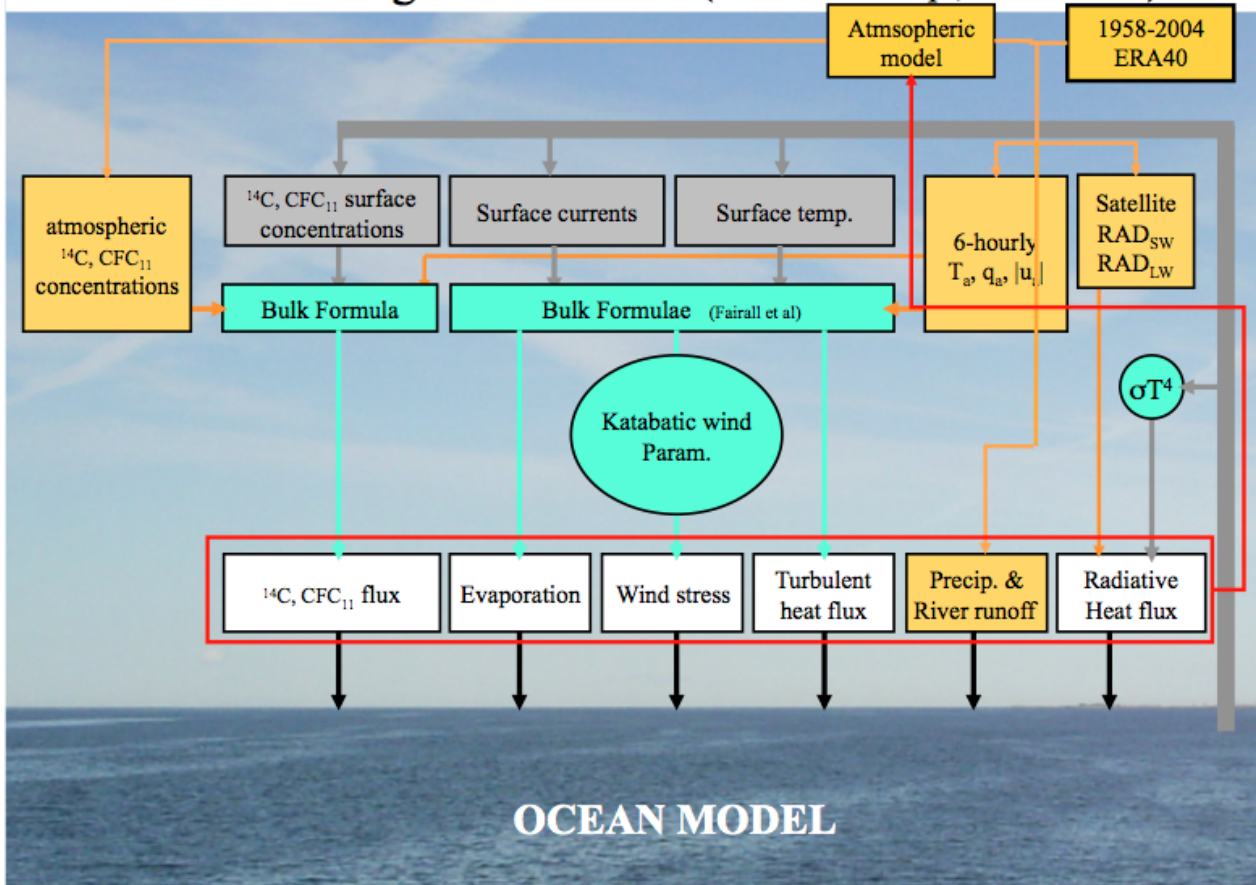 Atmsopheric
model
1958-2004
ERA40
atmospheric
¹⁴C, CFC₁₁
concentrations
¹⁴C, CFC₁₁ surface
concentrations
Surface currents
Surface temp.
6-hourly
Tₐ, qₐ, |uₐ|
Satellite
RAD_SW
RAD_LW
Bulk Formula
Bulk Formulae (Fairall et al)
σT⁴
Katabatic wind
Param.
¹⁴C, CFC₁₁ flux
Evaporation
Wind stress
Turbulent
heat flux
Precip. &
River runoff
Radiative
Heat flux
OCEAN MODEL